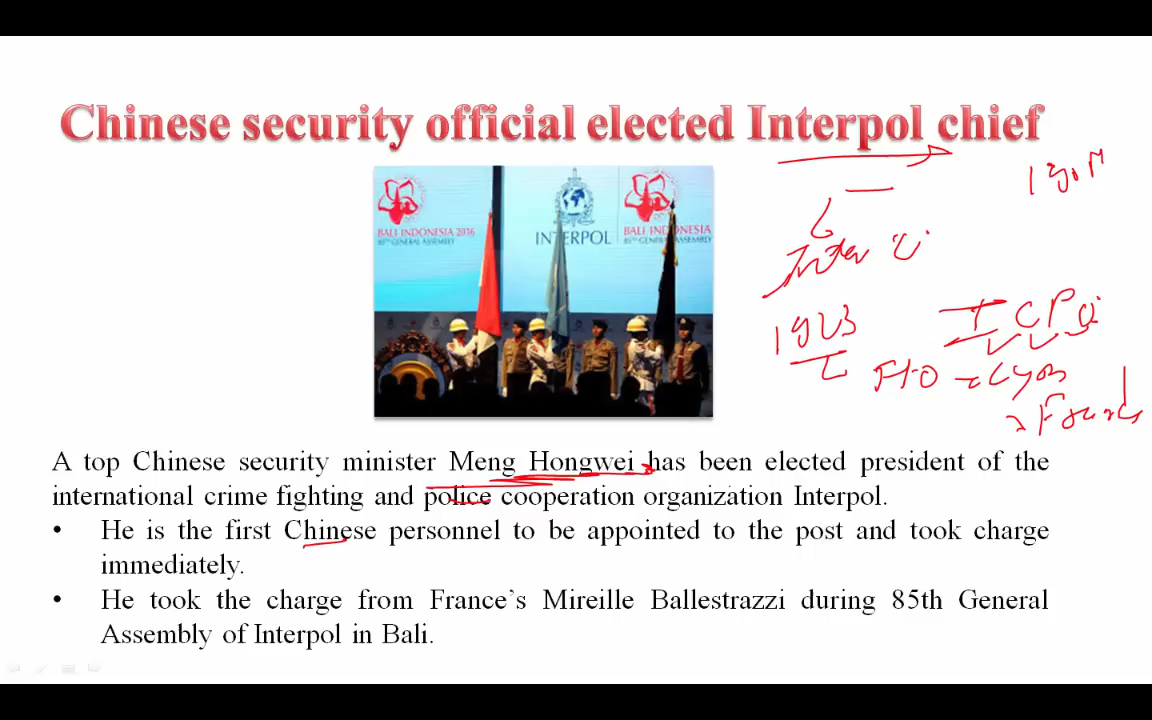 Chinese security official elected Interpol chief
BALI INDONESIA 2016
85TH GENERAL ASSEMBLY
INTERPOL
BALI INDONESIA
85TH GENERAL ASSEMBLY
190
Inter
1923
ICPO
Lyon
France
A top Chinese security minister Meng Hongwei has been elected president of the
international crime fighting and police cooperation organization Interpol.
• He is the first Chinese personnel to be appointed to the post and took charge
immediately.
• He took the charge from France's Mireille Ballestrazzi during 85th General
Assembly of Interpol in Bali.